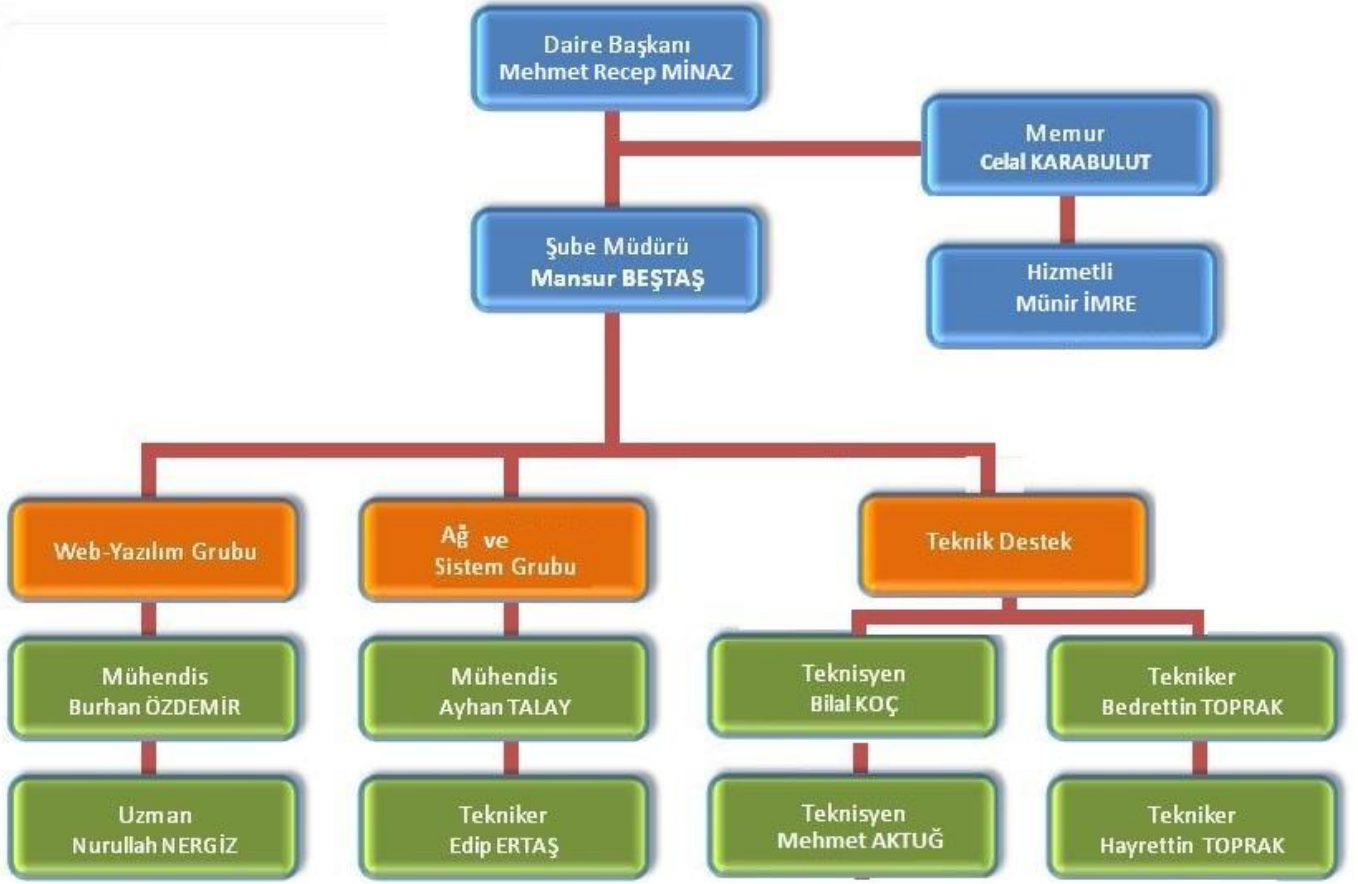 Daire Başkanı
Mehmet Recep MİNAZ
Memur
Celal KARABULUT
Şube Müdürü
Mansur BEŞTAŞ
Hizmetli
Münir İMRE
Web-Yazılım Grubu
Ağ ve
Sistem Grubu
Teknik Destek
Mühendis
Burhan ÖZDEMİR
Mühendis
Ayhan TALAY
Teknisyen
Bilal KOÇ
Tekniker
Bedrettin TOPRAK
Uzman
Nurullah NERGİZ
Tekniker
Edip ERTAŞ
Teknisyen
Mehmet AKTUĞ
Tekniker
Hayrettin TOPRAK